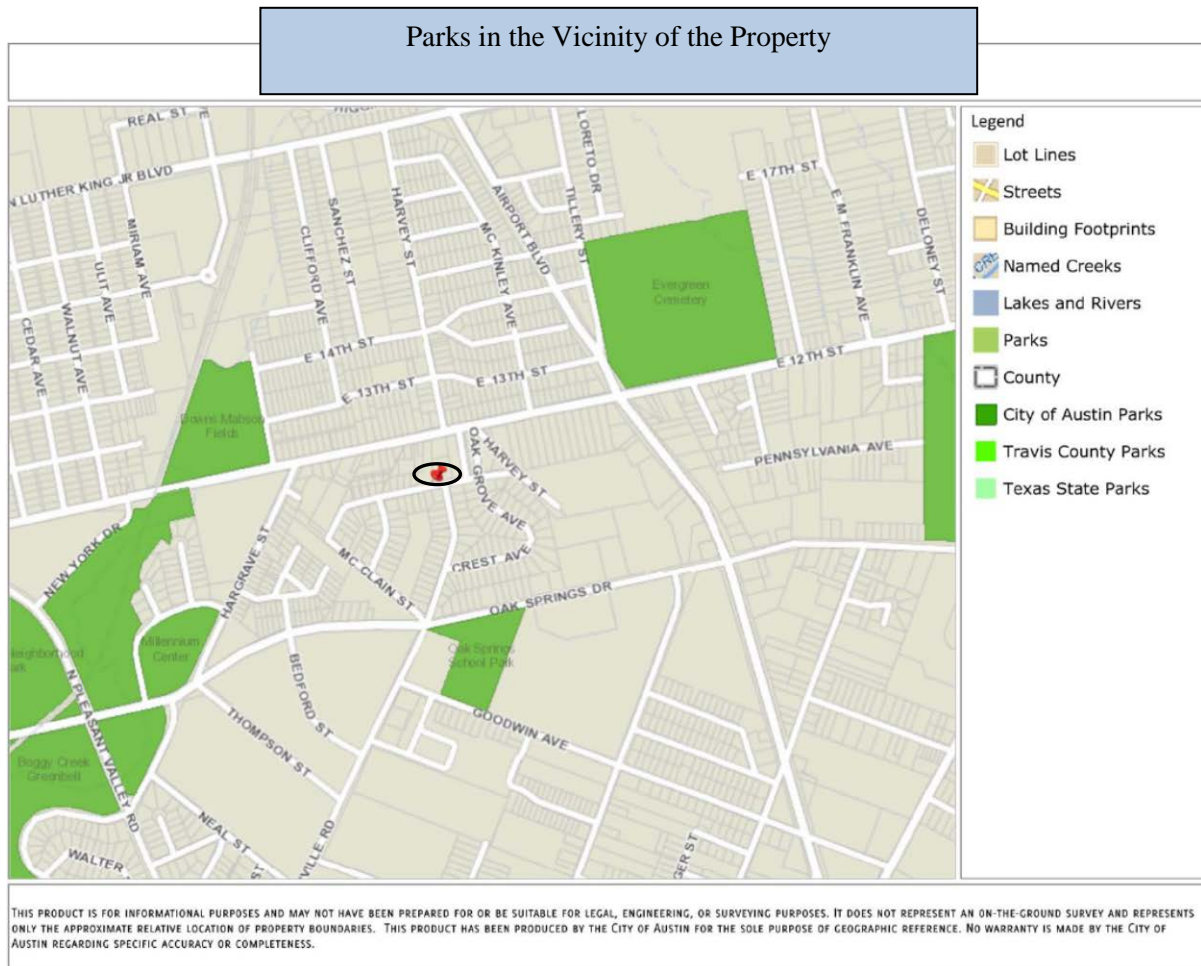 Parks in the Vicinity of the Property
REAL ST
LORETO DR
N LUTHER KING JR BLVD
MIRIAM AVE
ULIT AVE
WALNUT AVE
CEDAR AVE
CLIFFORD AVE
SANCHEZ ST
HARVEY ST
MC KINLEY AVE
AIRPORT BLVD
TILLERY ST
E 17TH ST
E M FRANKLIN AVE
DELONEY ST
Evergreen
Cemetery
E 14TH ST
E 13TH ST
E 13TH ST
E 12TH ST
Downs Mabson
Fields
OAK GROVE AVE
HARVEY ST
PENNSYLVANIA AVE
NEW YORK DR
HARGRAVE ST
MC CLAIN ST
CREST AVE
OAK SPRINGS DR
Millennium
Center
Oak Springs
School Park
N PLEASANT VALLEY RD
BEDFORD ST
THOMPSON ST
GOODWIN AVE
Boggy Creek
Greenbelt
NEAL ST
WALTER
Legend
Lot Lines
Streets
Building Footprints
Named Creeks
Lakes and Rivers
Parks
County
City of Austin Parks
Travis County Parks
Texas State Parks
THIS PRODUCT IS FOR INFORMATIONAL PURPOSES AND MAY NOT HAVE BEEN PREPARED FOR OR BE SUITABLE FOR LEGAL, ENGINEERING, OR SURVEYING PURPOSES. IT DOES NOT REPRESENT AN ON-THE-GROUND SURVEY AND REPRESENTS
ONLY THE APPROXIMATE RELATIVE LOCATION OF PROPERTY BOUNDARIES. THIS PRODUCT HAS BEEN PRODUCED BY THE CITY OF AUSTIN FOR THE SOLE PURPOSE OF GEOGRAPHIC REFERENCE. NO WARRANTY IS MADE BY THE CITY OF
AUSTIN REGARDING SPECIFIC ACCURACY OR COMPLETENESS.